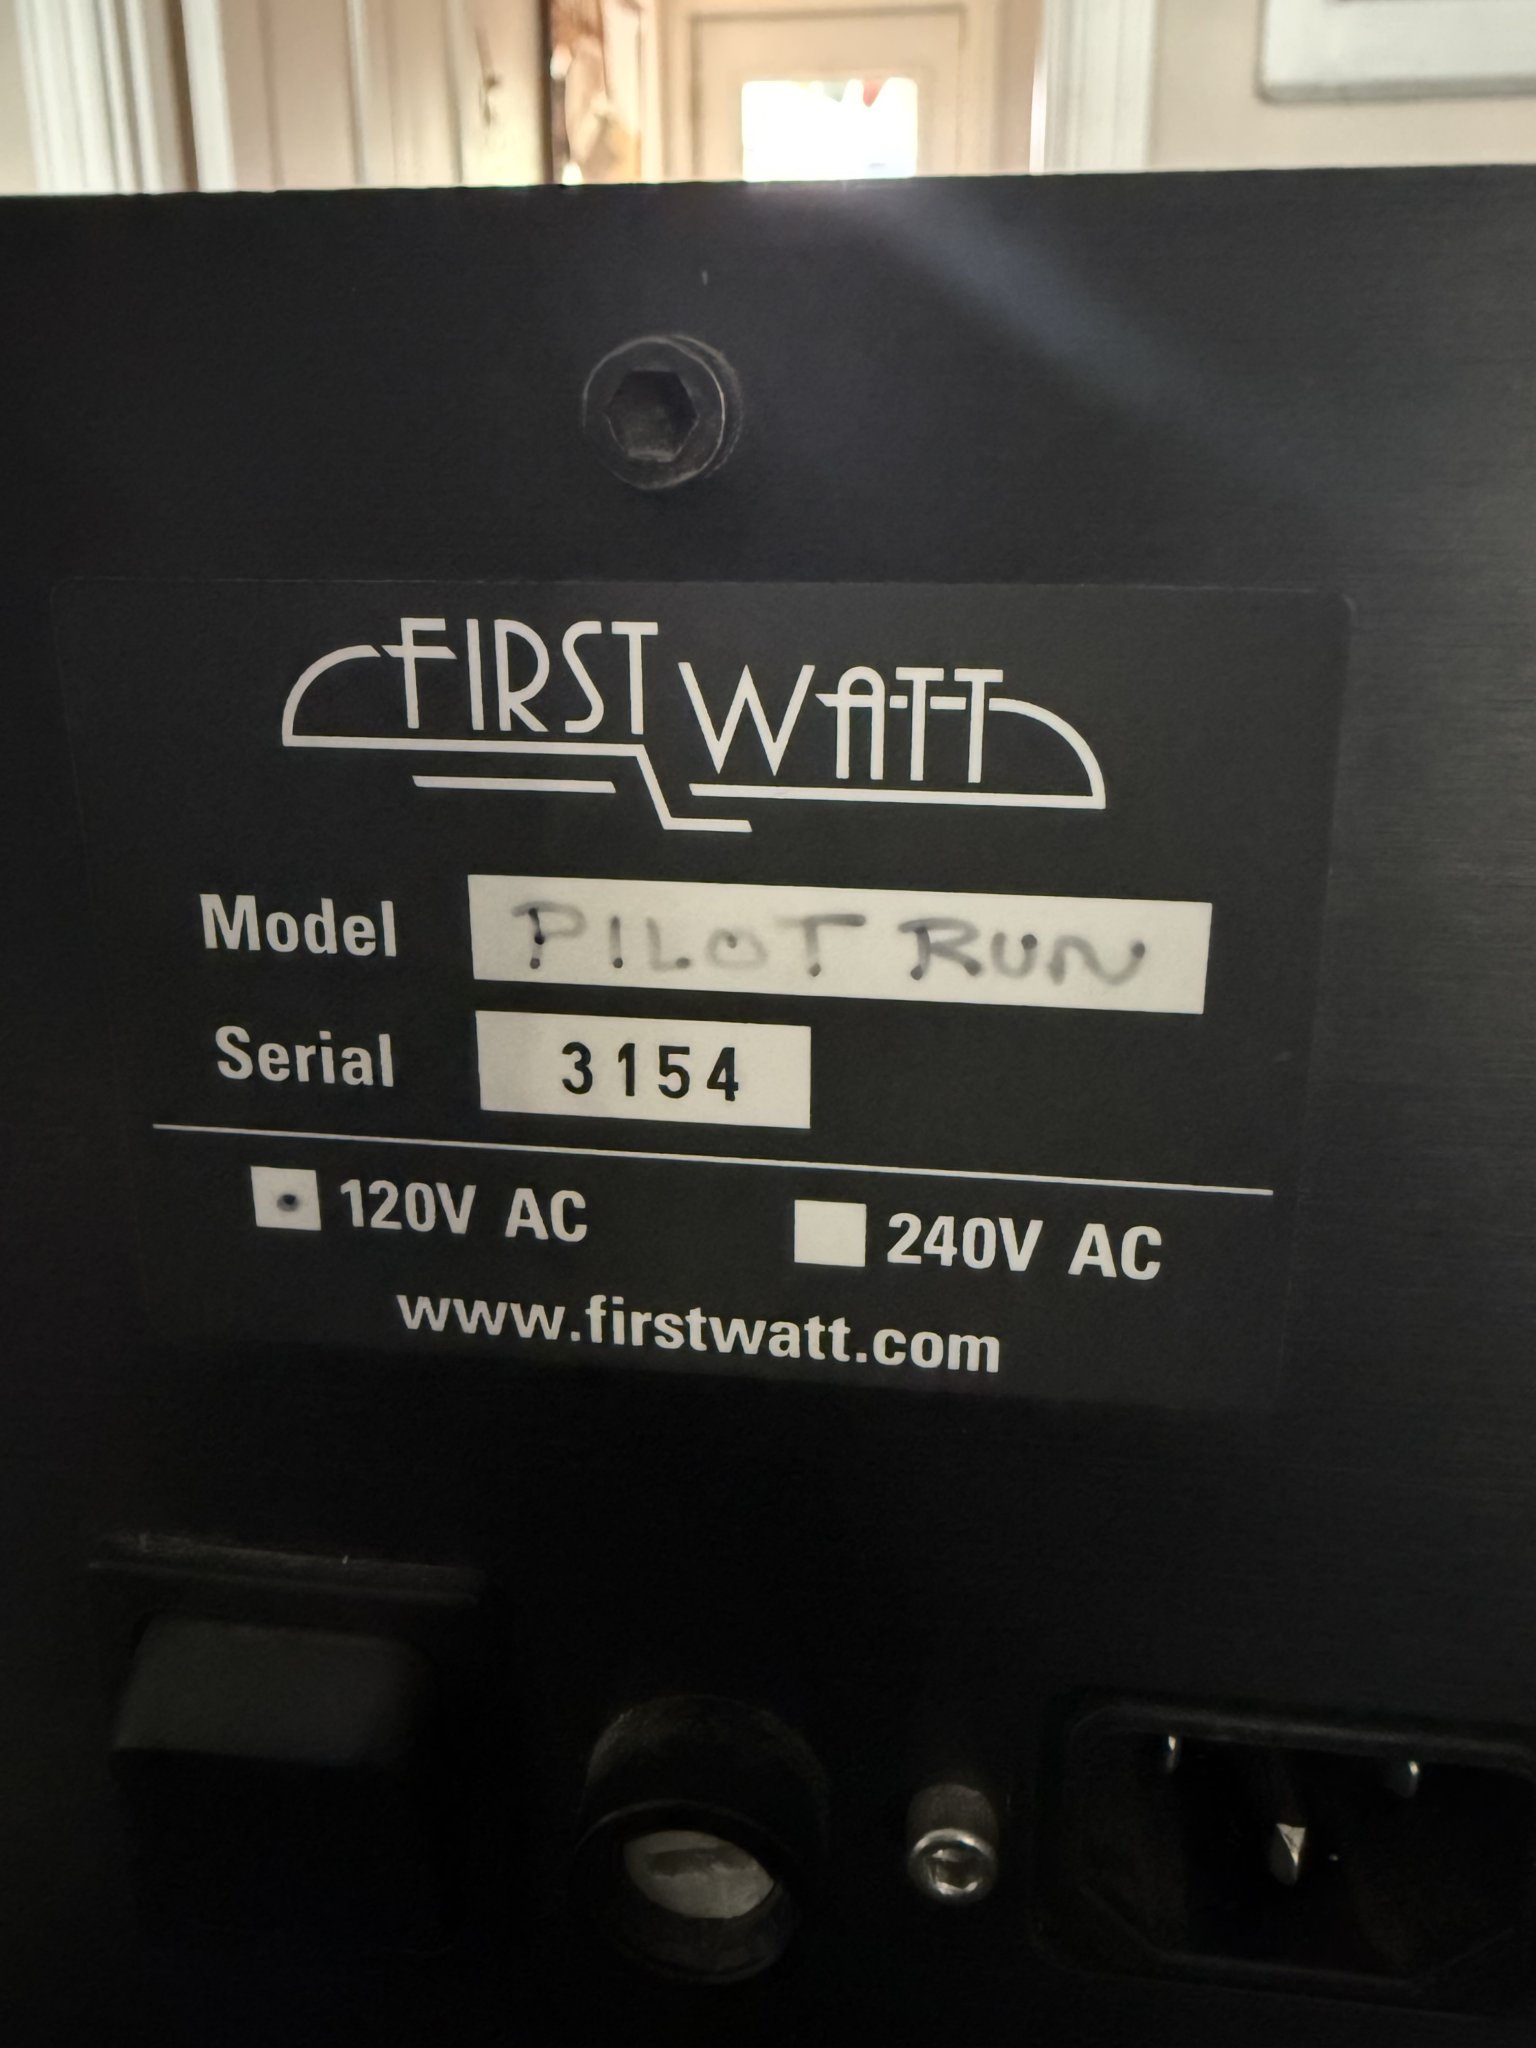 FIRST WATT
Model PILOT RUN
Serial 3154
120V AC 240V AC
www.firstwatt.com